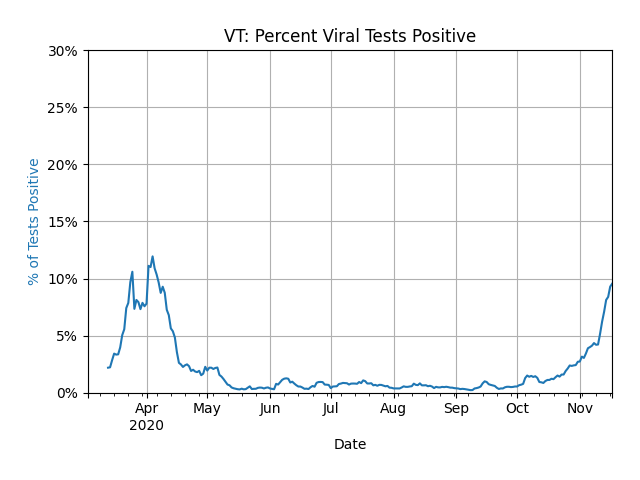 VT: Percent Viral Tests Positive
30%
25%
20%
15%
10%
5%
0%
% of Tests Positive
Apr
2020
May
Jun
Jul
Aug
Sep
Oct
Nov
Date